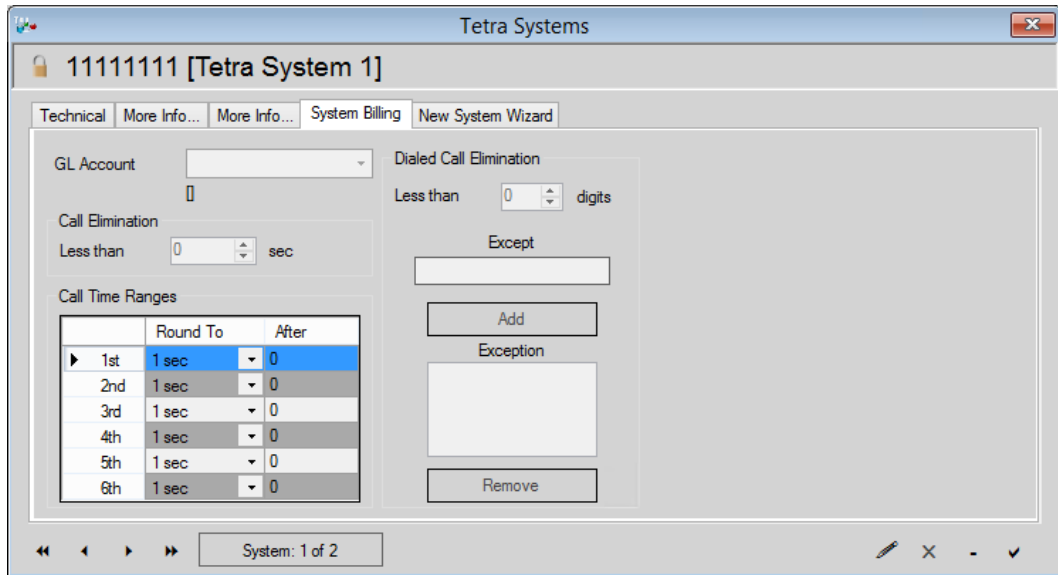 Tetra Systems
11111111 [Tetra System 1]
Technical
More Info...
More Info...
System Billing
New System Wizard
GL Account
[]
Call Elimination
Less than 0 sec
Call Time Ranges
Round To After
1st 1 sec 0
2nd 1 sec 0
3rd 1 sec 0
4th 1 sec 0
5th 1 sec 0
6th 1 sec 0
Dialed Call Elimination
Less than 0 digits
Except
Add
Exception
Remove
System: 1 of 2